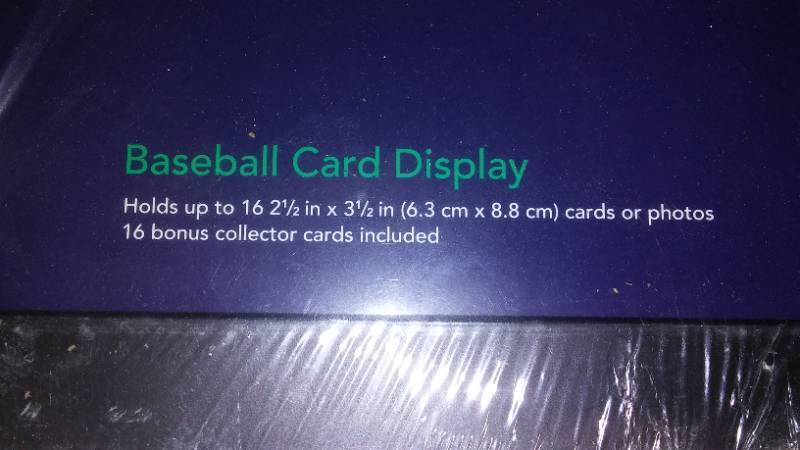 Baseball Card Display
Holds up to 16 2½ in x 3½ in (6.3 cm x 8.8 cm) cards or photos
16 bonus collector cards included